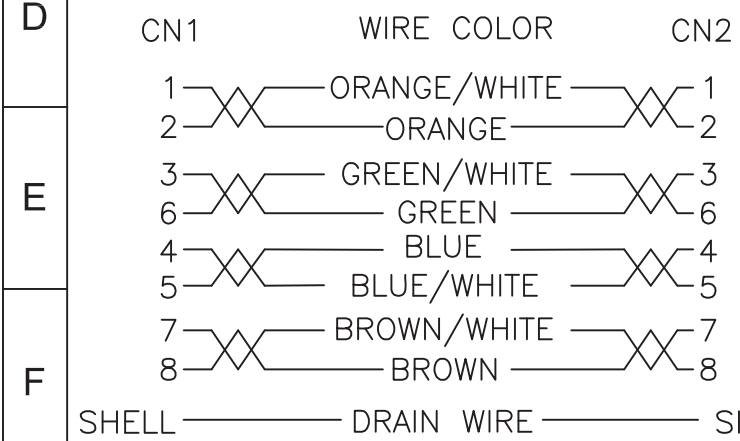 D
CN1 WIRE COLOR CN2
1 ORANGE/WHITE 1
2 ORANGE 2
3 GREEN/WHITE 3
E
6 GREEN 6
4 BLUE 4
5 BLUE/WHITE 5
7 BROWN/WHITE 7
8 BROWN 8
F
SHELL DRAIN WIRE